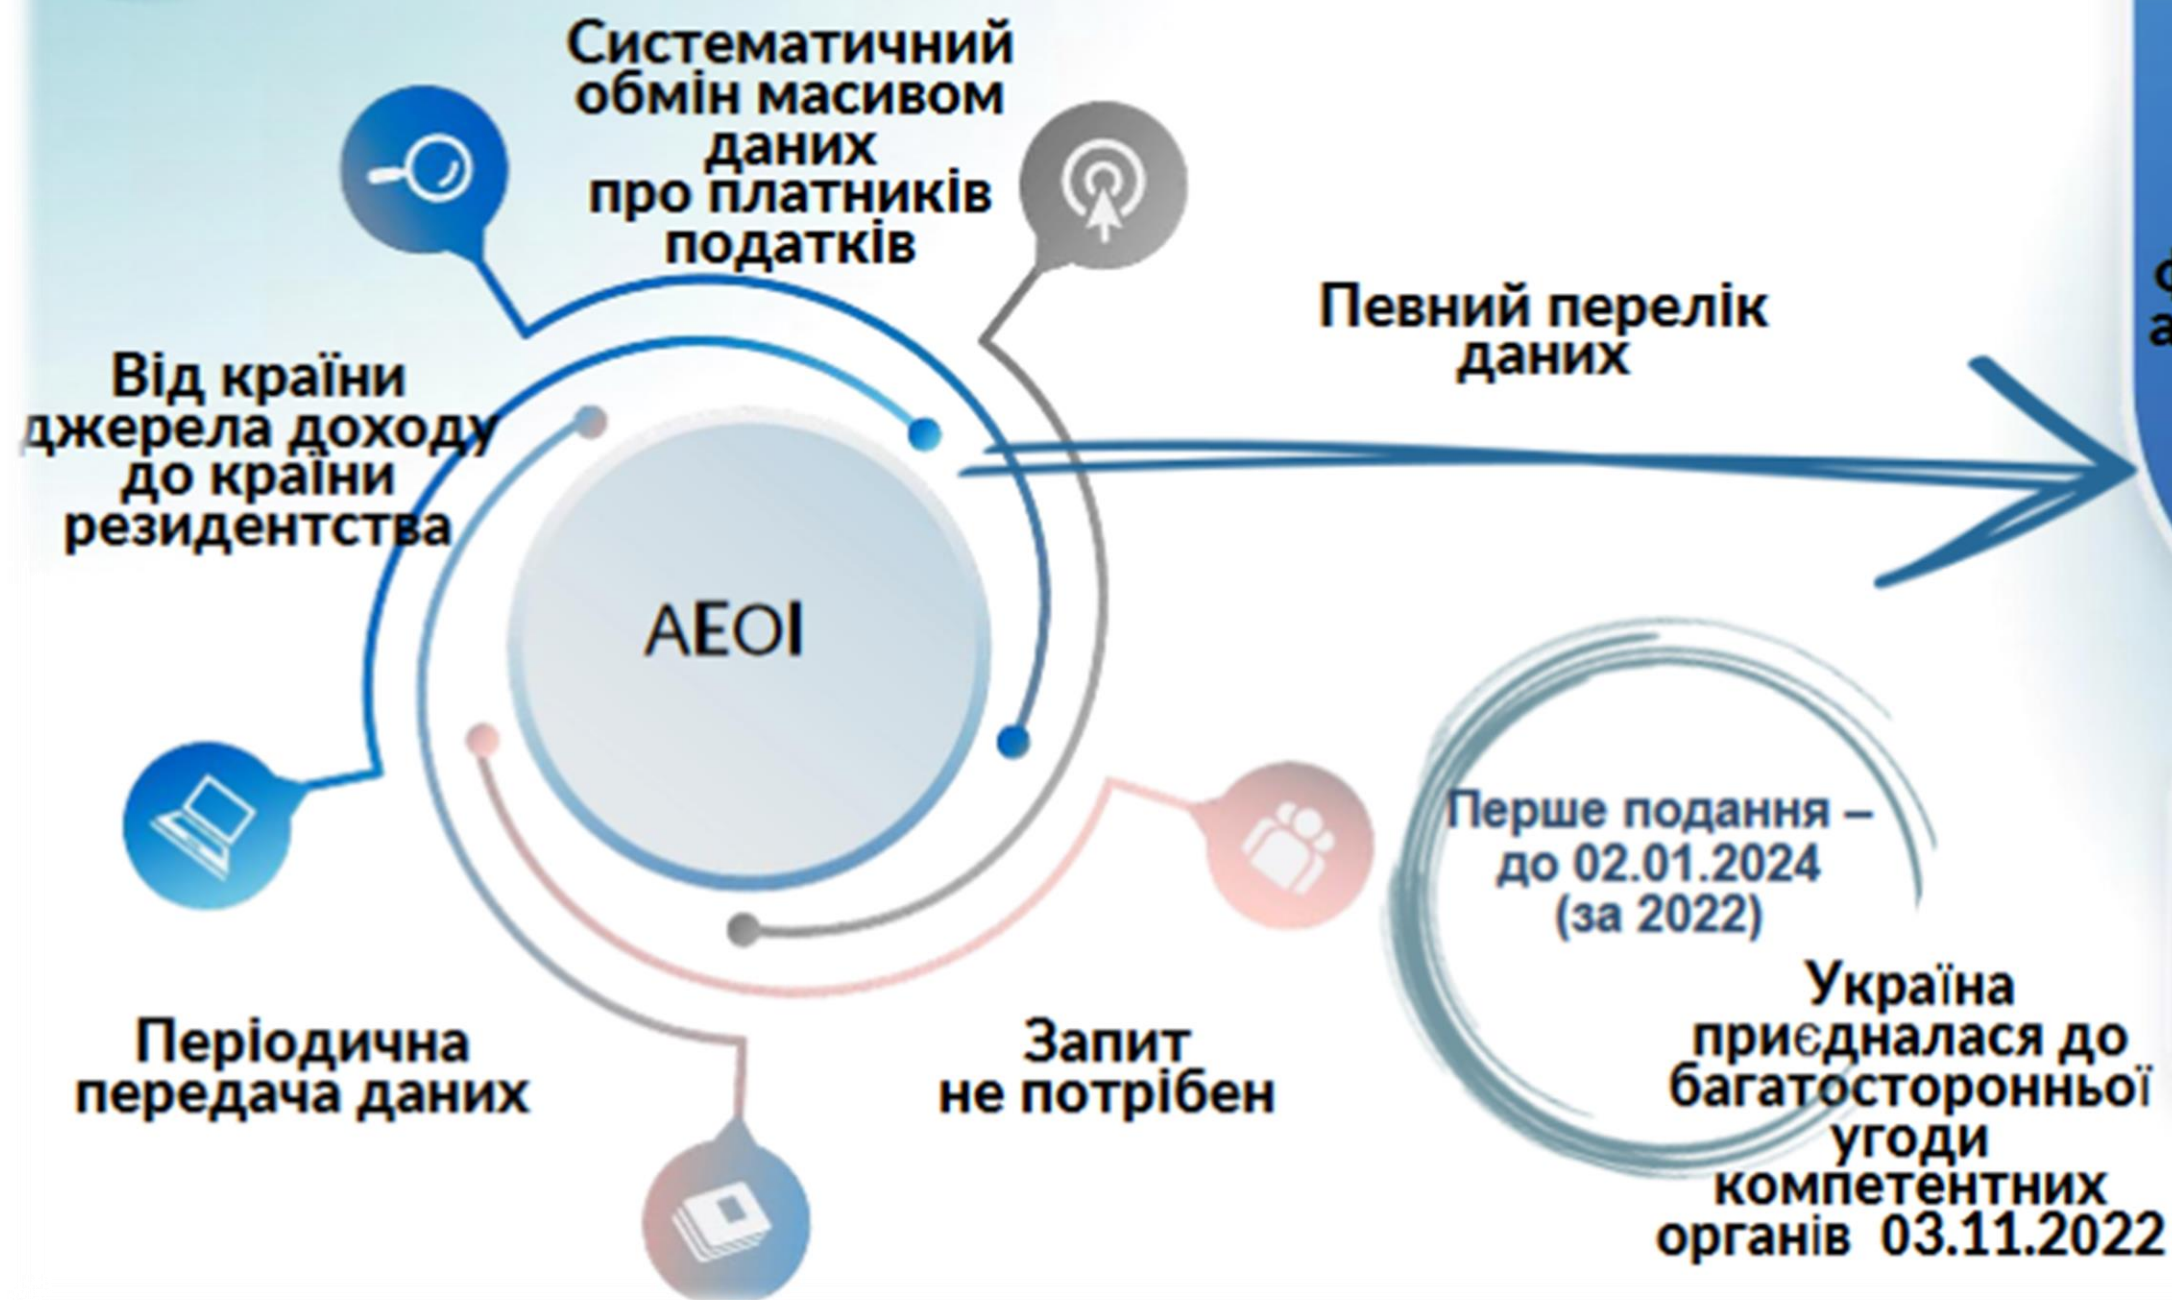 Систематичний
обмін масивом
даних
про платників
податків
Від країни
джерела доходу
до країни
резидентства
Певний перелік
даних
AEOI
Перше подання –
до 02.01.2024
(за 2022)
Періодична
передача даних
Запит
не потрібен
Україна
приєдналася до
багатосторонньої
угоди
компетентних
органів 03.11.2022